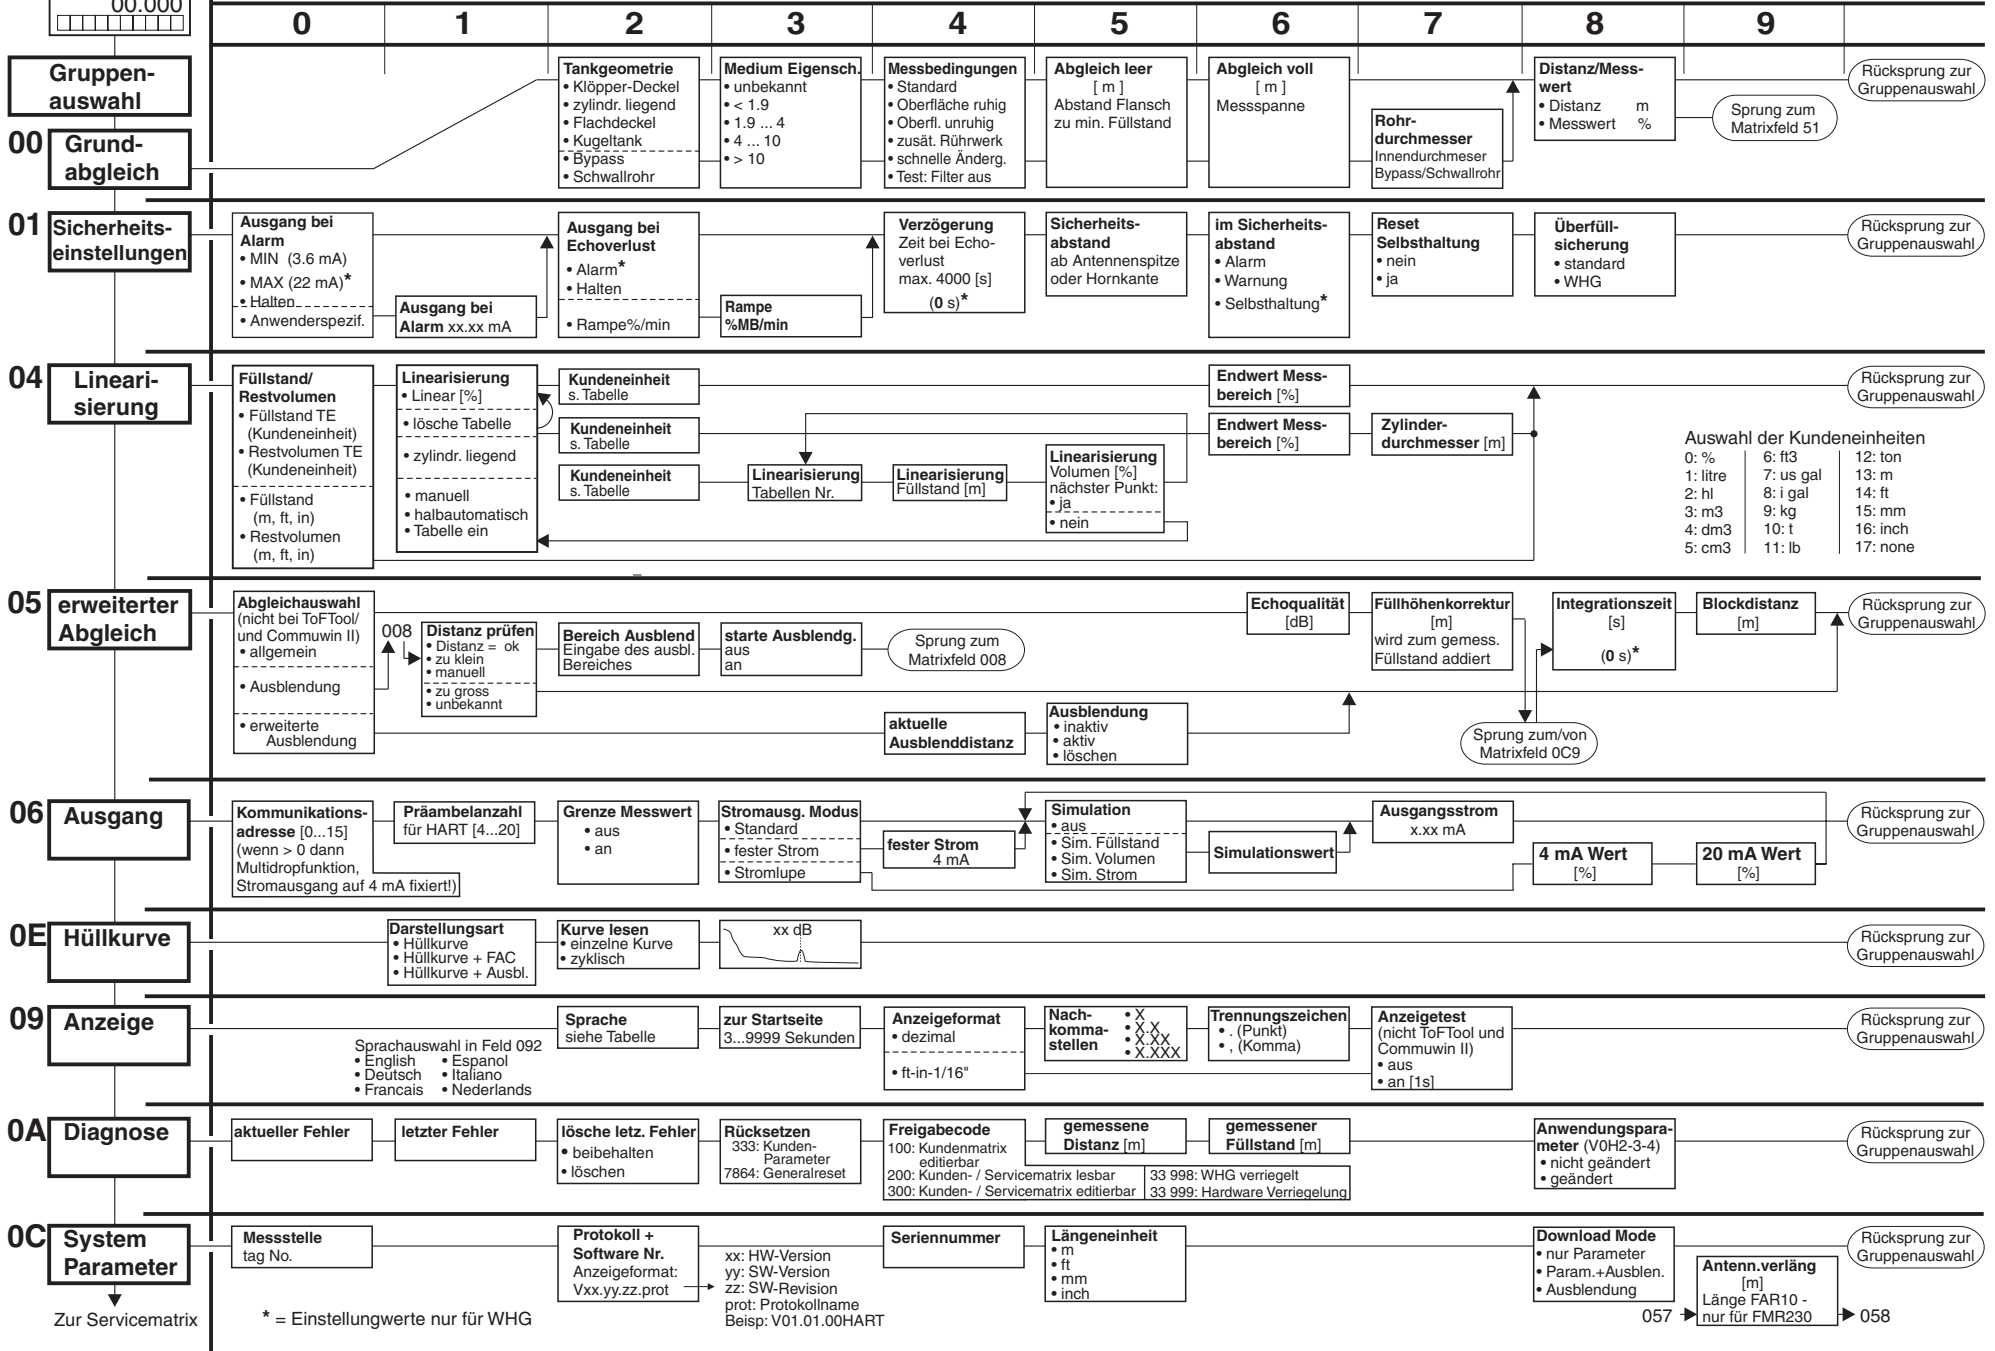 00.000
0 1 2 3 4 5 6 7 8 9
Gruppen-
auswahl
Rücksprung zur
Gruppenauswahl
00
Grund-
abgleich
Tankgeometrie
• Klöpper-Deckel
• zylindr. liegend
• Flachdeckel
• Kugeltank
• Bypass
• Schwallrohr
Medium Eigensch.
• unbekannt
• < 1.9
• 1.9 ... 4
• 4 ... 10
• > 10
Messbedingungen
• Standard
• Oberfläche ruhig
• Oberfl. unruhig
• zusät. Rührwerk
• schnelle Änderg.
• Test: Filter aus
Abgleich leer
[ m ]
Abstand Flansch
zu min. Füllstand
Abgleich voll
[ m ]
Messspanne
Rohr-
durchmesser
Innendurchmeser
Bypass/Schwallrohr
Distanz/Mess-
wert
• Distanz m
• Messwert %
Sprung zum
Matrixfeld 51
01
Sicherheits-
einstellungen
Ausgang bei
Alarm
• MIN (3.6 mA)
• MAX (22 mA)*
• Halten
• Anwenderspezif.
Ausgang bei
Alarm xx.xx mA
Ausgang bei
Echoverlust
• Alarm*
• Halten
• Rampe%/min
Rampe
%MB/min
Verzögerung
Zeit bei Echo-
verlust
max. 4000 [s]
(0 s)*
Sicherheits-
abstand
ab Antennenspitze
oder Hornkante
im Sicherheits-
abstand
• Alarm
• Warnung
• Selbsthaltung*
Reset
Selbsthaltung
• nein
• ja
Überfüll-
sicherung
• standard
• WHG
Rücksprung zur
Gruppenauswahl
04
Lineari-
sierung
Füllstand/
Restvolumen
• Füllstand TE
(Kundeneinheit)
• Restvolumen TE
(Kundeneinheit)
• Füllstand
(m, ft, in)
• Restvolumen
(m, ft, in)
Linearisierung
• Linear [%]
• lösche Tabelle
• zylindr. liegend
• manuell
• halbautomatisch
• Tabelle ein
Kundeneinheit
s. Tabelle
Kundeneinheit
s. Tabelle
Kundeneinheit
s. Tabelle
Linearisierung
Tabellen Nr.
Linearisierung
Füllstand [m]
Linearisierung
Volumen [%]
nächster Punkt:
• ja
• nein
Endwert Mess-
bereich [%]
Endwert Mess-
bereich [%]
Zylinder-
durchmesser [m]
Rücksprung zur
Gruppenauswahl
Auswahl der Kundeneinheiten
0: % 6: ft3 12: ton
1: litre 7: us gal 13: m
2: hl 8: i gal 14: ft
3: m3 9: kg 15: mm
4: dm3 10: t 16: inch
5: cm3 11: lb 17: none
05
erweiterter
Abgleich
Abgleichauswahl
(nicht bei ToFTool/
und Commuwin II)
• allgemein
• Ausblendung
• erweiterte
Ausblendung
008
Distanz prüfen
• Distanz = ok
• zu klein
• manuell
• zu gross
• unbekannt
Bereich Ausblend
Eingabe des ausbl.
Bereiches
starte Ausblendg.
aus
an
Sprung zum
Matrixfeld 008
aktuelle
Ausblenddistanz
Ausblendung
• inaktiv
• aktiv
• löschen
Echoqualität
[dB]
Füllhöhenkorrektur
[m]
wird zum gemess.
Füllstand addiert
Sprung zum/von
Matrixfeld 0C9
Integrationszeit
[s]
(0 s)*
Blockdistanz
[m]
Rücksprung zur
Gruppenauswahl
06
Ausgang
Kommunikations-
adresse [0...15]
(wenn > 0 dann
Multidropfunktion,
Stromausgang auf 4 mA fixiert!)
Präambelanzahl
für HART [4...20]
Grenze Messwert
• aus
• an
Stromausg. Modus
• Standard
• fester Strom
• Stromlupe
fester Strom
4 mA
Simulation
• aus
• Sim. Füllstand
• Sim. Volumen
• Sim. Strom
Simulationswert
Ausgangsstrom
x.xx mA
4 mA Wert
[%]
20 mA Wert
[%]
Rücksprung zur
Gruppenauswahl
0E
Hüllkurve
Darstellungsart
• Hüllkurve
• Hüllkurve + FAC
• Hüllkurve + Ausbl.
Kurve lesen
• einzelne Kurve
• zyklisch
xx dB
Rücksprung zur
Gruppenauswahl
09
Anzeige
Sprachauswahl in Feld 092
• English • Espanol
• Deutsch • Italiano
• Francais • Nederlands
Sprache
siehe Tabelle
zur Startseite
3...9999 Sekunden
Anzeigeformat
• dezimal
• ft-in-1/16"
Nach-
komma-
stellen
• X
• X.X
• X.XX
• X.XXX
Trennungszeichen
• . (Punkt)
• , (Komma)
Anzeigetest
(nicht ToFTool und
Commuwin II)
• aus
• an [1s]
Rücksprung zur
Gruppenauswahl
0A
Diagnose
aktueller Fehler
letzter Fehler
lösche letz. Fehler
• beibehalten
• löschen
Rücksetzen
333: Kunden-
Parameter
7864: Generalreset
Freigabecode
100: Kundenmatrix
editierbar
200: Kunden- / Servicematrix lesbar
300: Kunden- / Servicematrix editierbar
33 998: WHG verriegelt
33 999: Hardware Verriegelung
gemessene
Distanz [m]
gemessener
Füllstand [m]
Anwendungspara-
meter (V0H2-3-4)
• nicht geändert
• geändert
Rücksprung zur
Gruppenauswahl
0C
System
Parameter
Messstelle
tag No.
Protokoll +
Software Nr.
Anzeigeformat:
Vxx.yy.zz.prot
xx: HW-Version
yy: SW-Version
zz: SW-Revision
prot: Protokollname
Beisp: V01.01.00HART
Seriennummer
Längeneinheit
• m
• ft
• mm
• inch
Download Mode
• nur Parameter
• Param.+Ausblen.
• Ausblendung
057
Antenn.verläng
[m]
Länge FAR10 -
nur für FMR230
058
Rücksprung zur
Gruppenauswahl
Zur Servicematrix
* = Einstellungwerte nur für WHG